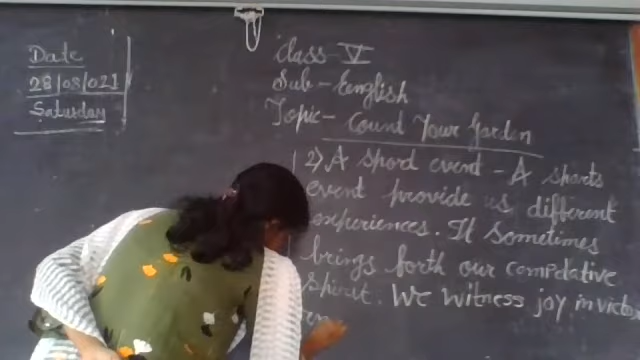 Date
28/08/021
Saturday
Class - V
Sub - English
Topic - Count Your Garden
2) A sport event - A sports
event provide us different
experiences. It sometimes
brings forth our competative
spirit. We witness joy in victory